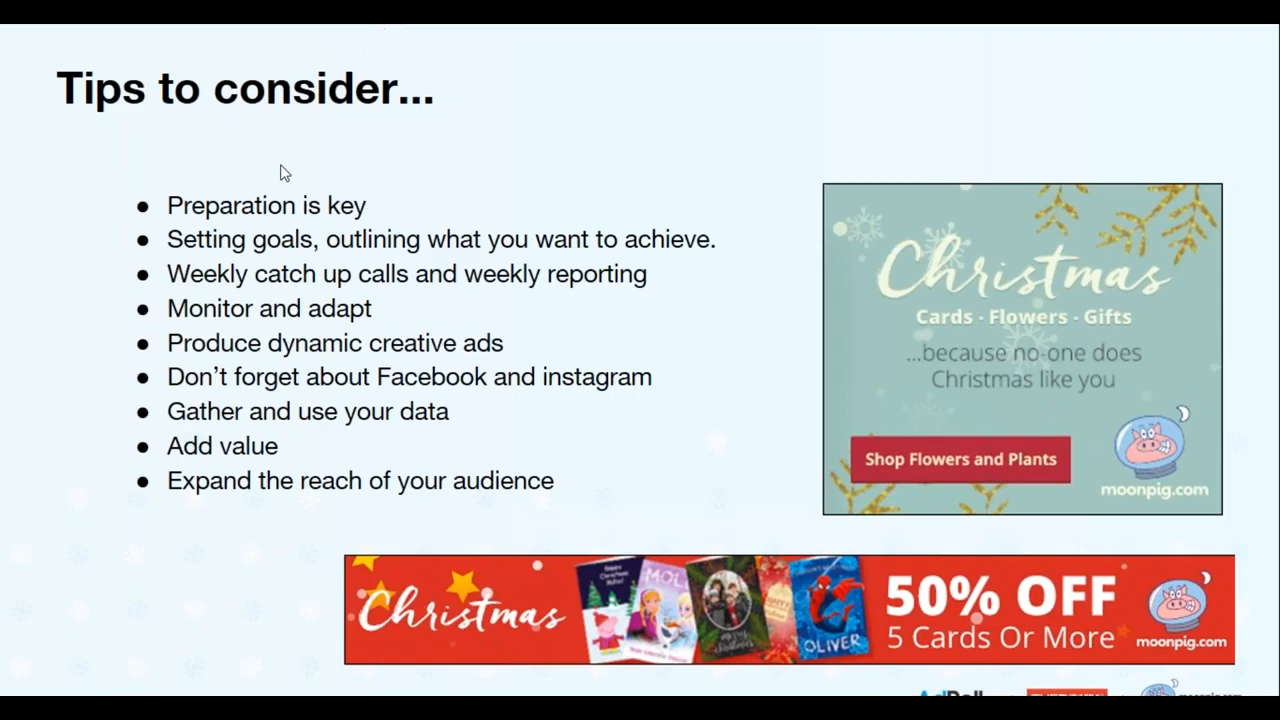 Tips to consider...
● Preparation is key
● Setting goals, outlining what you want to achieve.
● Weekly catch up calls and weekly reporting
● Monitor and adapt
● Produce dynamic creative ads
● Don’t forget about Facebook and instagram
● Gather and use your data
● Add value
● Expand the reach of your audience
Christmas
Cards · Flowers · Gifts
...because no-one does
Christmas like you
Shop Flowers and Plants
moonpig.com
Christmas
MOL
OLIVER
50% OFF
5 Cards Or More
moonpig.com
AdRoll